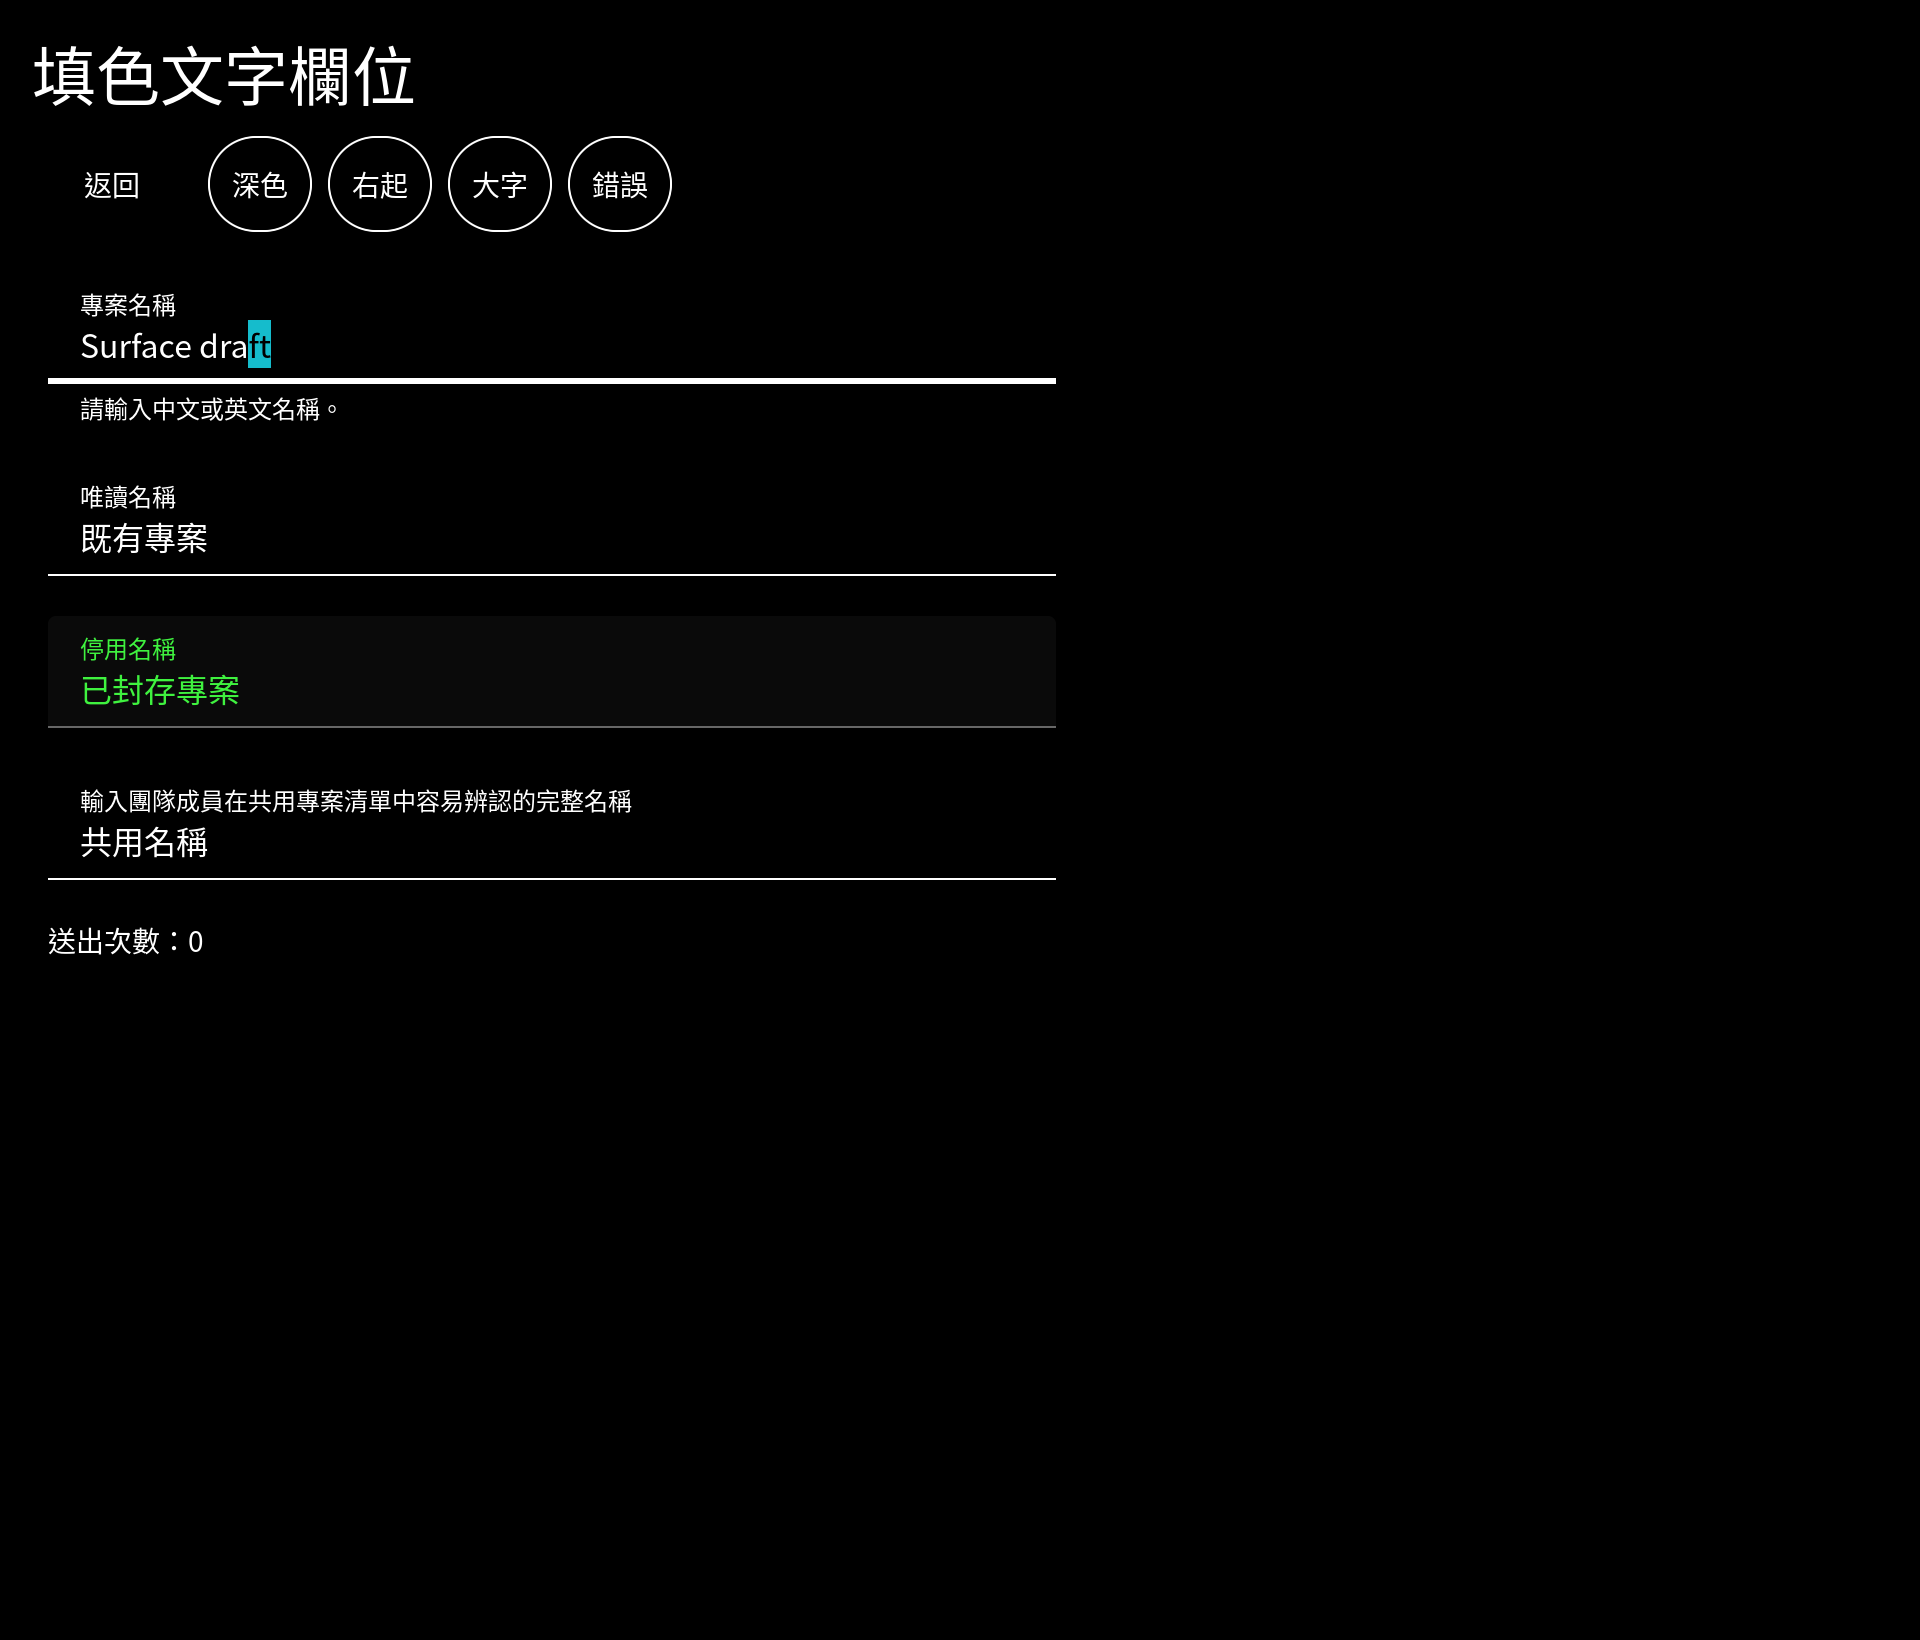 填色文字欄位
返回 深色 右起 大字 錯誤
專案名稱
Surface draft
請輸入中文或英文名稱。
唯讀名稱
既有專案
停用名稱
已封存專案
輸入團隊成員在共用專案清單中容易辨認的完整名稱
共用名稱
送出次數：0